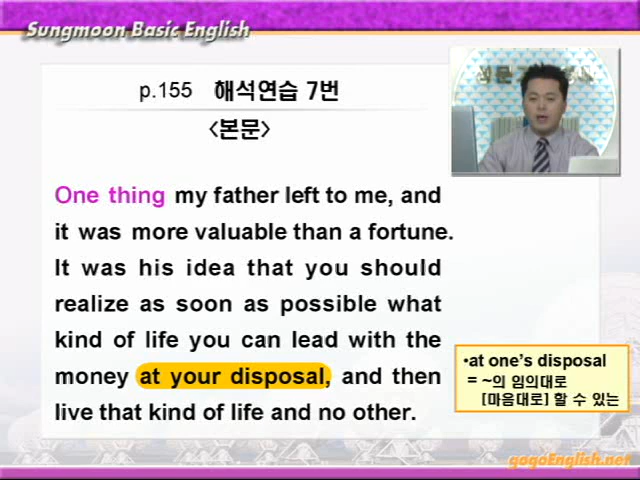 Sungmoon Basic English
p.155 해석연습 7번
<본문>
One thing my father left to me, and
it was more valuable than a fortune.
It was his idea that you should
realize as soon as possible what
kind of life you can lead with the
money at your disposal, and then
live that kind of life and no other.
•at one's disposal
= ~의 임의대로
[마음대로] 할 수 있는
gogoEnglish.net